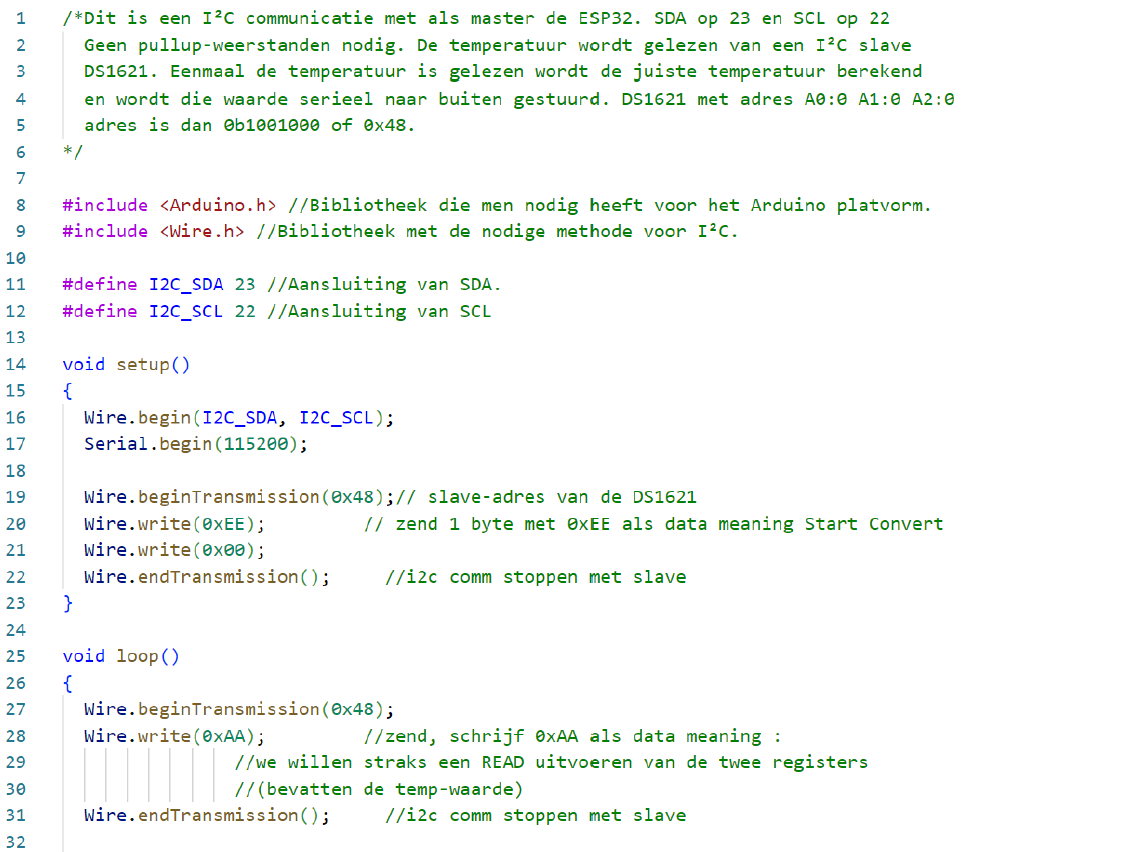 1 /*Dit is een I²C communicatie met als master de ESP32. SDA op 23 en SCL op 22
2 Geen pullup-weerstanden nodig. De temperatuur wordt gelezen van een I²C slave
3 DS1621. Eenmaal de temperatuur is gelezen wordt de juiste temperatuur berekend
4 en wordt die waarde serieel naar buiten gestuurd. DS1621 met adres A0:0 A1:0 A2:0
5 adres is dan 0b1001000 of 0x48.
6 */
7
8 #include <Arduino.h> //Bibliotheek die men nodig heeft voor het Arduino platvorm.
9 #include <Wire.h> //Bibliotheek met de nodige methode voor I²C.
10
11 #define I2C_SDA 23 //Aansluiting van SDA.
12 #define I2C_SCL 22 //Aansluiting van SCL
13
14 void setup()
15 {
16 Wire.begin(I2C_SDA, I2C_SCL);
17 Serial.begin(115200);
18
19 Wire.beginTransmission(0x48);// slave-adres van de DS1621
20 Wire.write(0xEE); // zend 1 byte met 0xEE als data meaning Start Convert
21 Wire.write(0x00);
22 Wire.endTransmission(); //i2c comm stoppen met slave
23 }
24
25 void loop()
26 {
27 Wire.beginTransmission(0x48);
28 Wire.write(0xAA); //zend, schrijf 0xAA als data meaning :
29 //we willen straks een READ uitvoeren van de twee registers
30 //(bevatten de temp-waarde)
31 Wire.endTransmission(); //i2c comm stoppen met slave
32